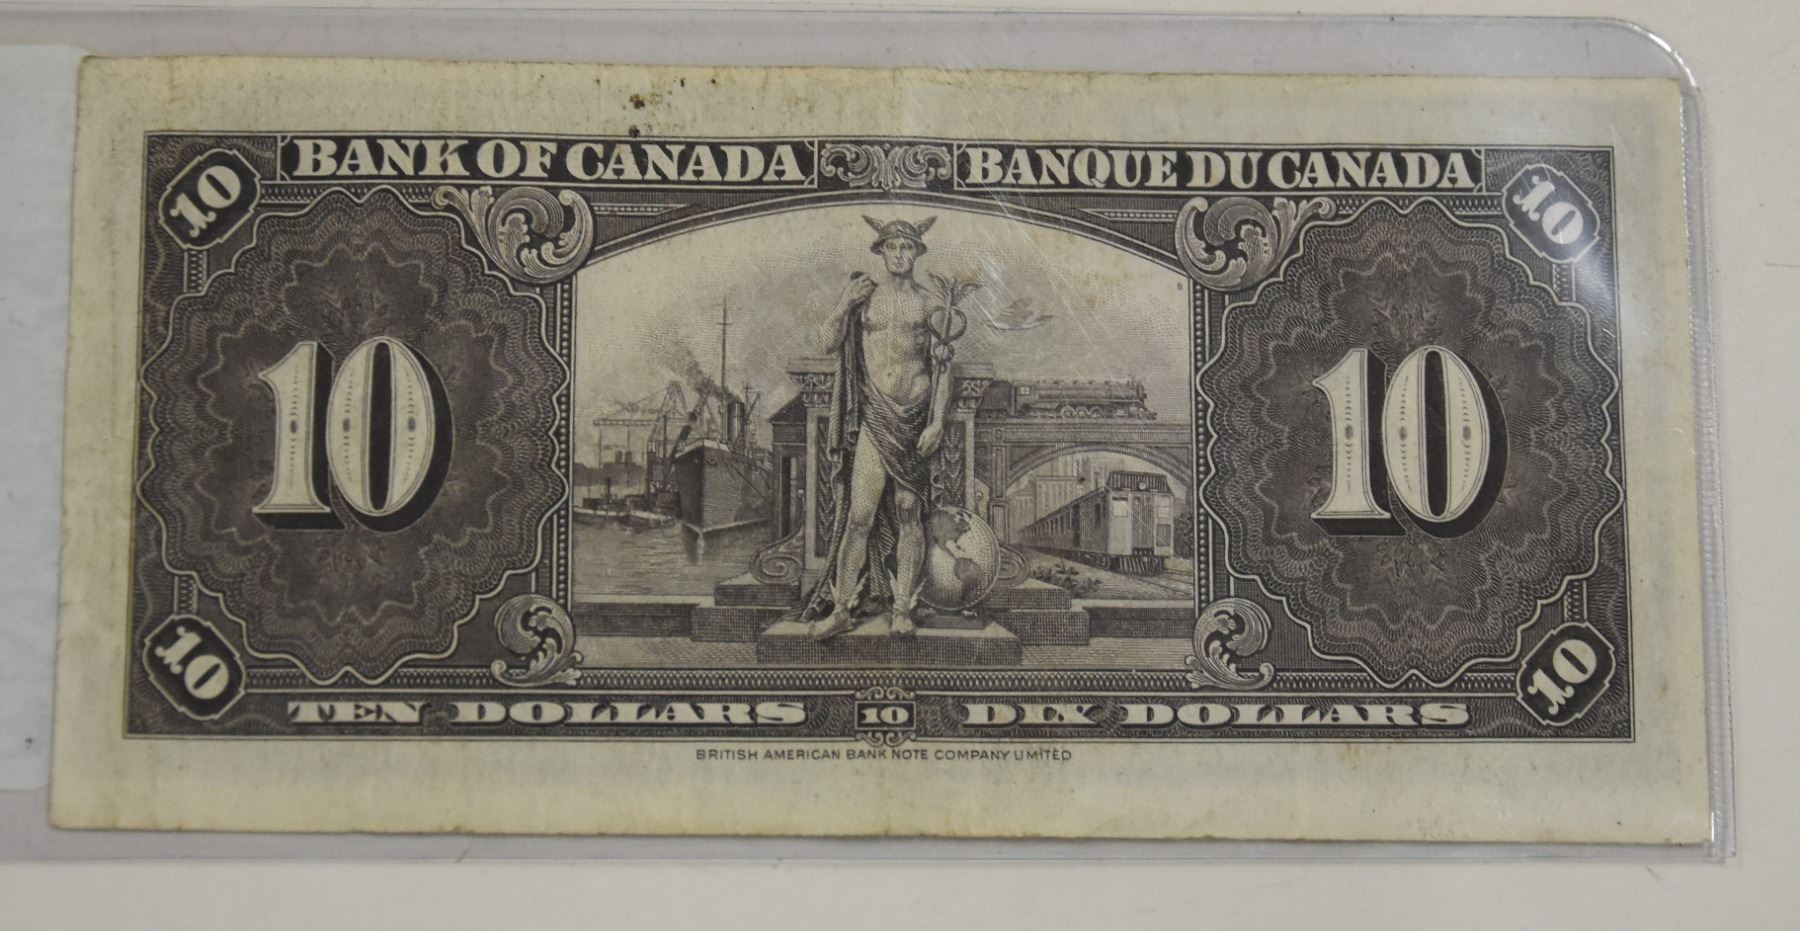 10 BANK OF CANADA BANQUE DU CANADA 10
10 10
10 TEN DOLLARS 10 DIX DOLLARS 10
BRITISH AMERICAN BANK NOTE COMPANY LIMITED